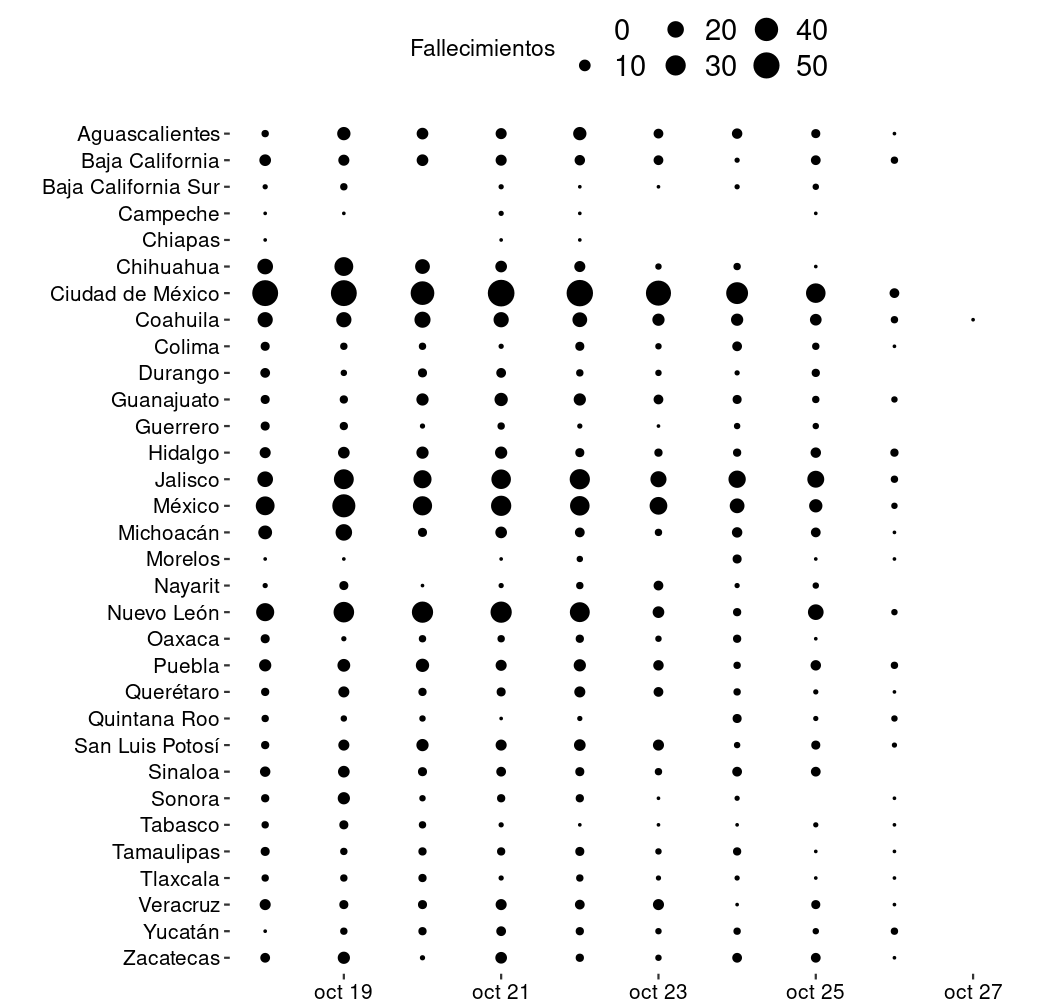 Fallecimientos
0 20 40
10 30 50
Aguascalientes
Baja California
Baja California Sur
Campeche
Chiapas
Chihuahua
Ciudad de México
Coahuila
Colima
Durango
Guanajuato
Guerrero
Hidalgo
Jalisco
México
Michoacán
Morelos
Nayarit
Nuevo León
Oaxaca
Puebla
Querétaro
Quintana Roo
San Luis Potosí
Sinaloa
Sonora
Tabasco
Tamaulipas
Tlaxcala
Veracruz
Yucatán
Zacatecas
oct 19 oct 21 oct 23 oct 25 oct 27